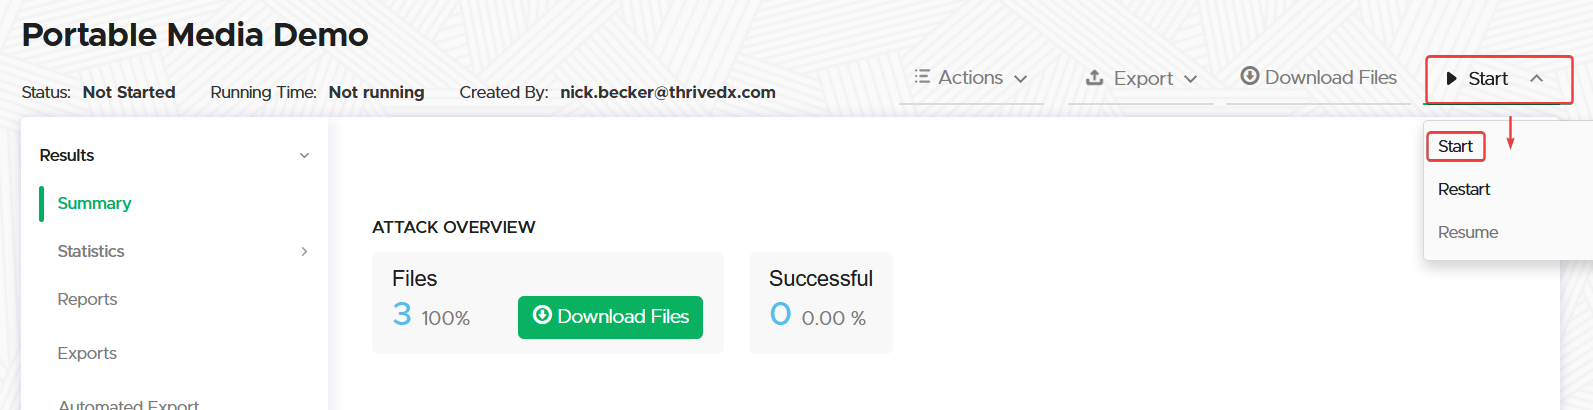 Portable Media Demo
Status: Not Started Running Time: Not running Created By: nick.becker@thrivedx.com
Actions Export Download Files Start
Start
Restart
Resume
Results
Summary
Statistics
Reports
Exports
Automated Export
ATTACK OVERVIEW
Files
3 100% Download Files
Successful
0 0.00 %